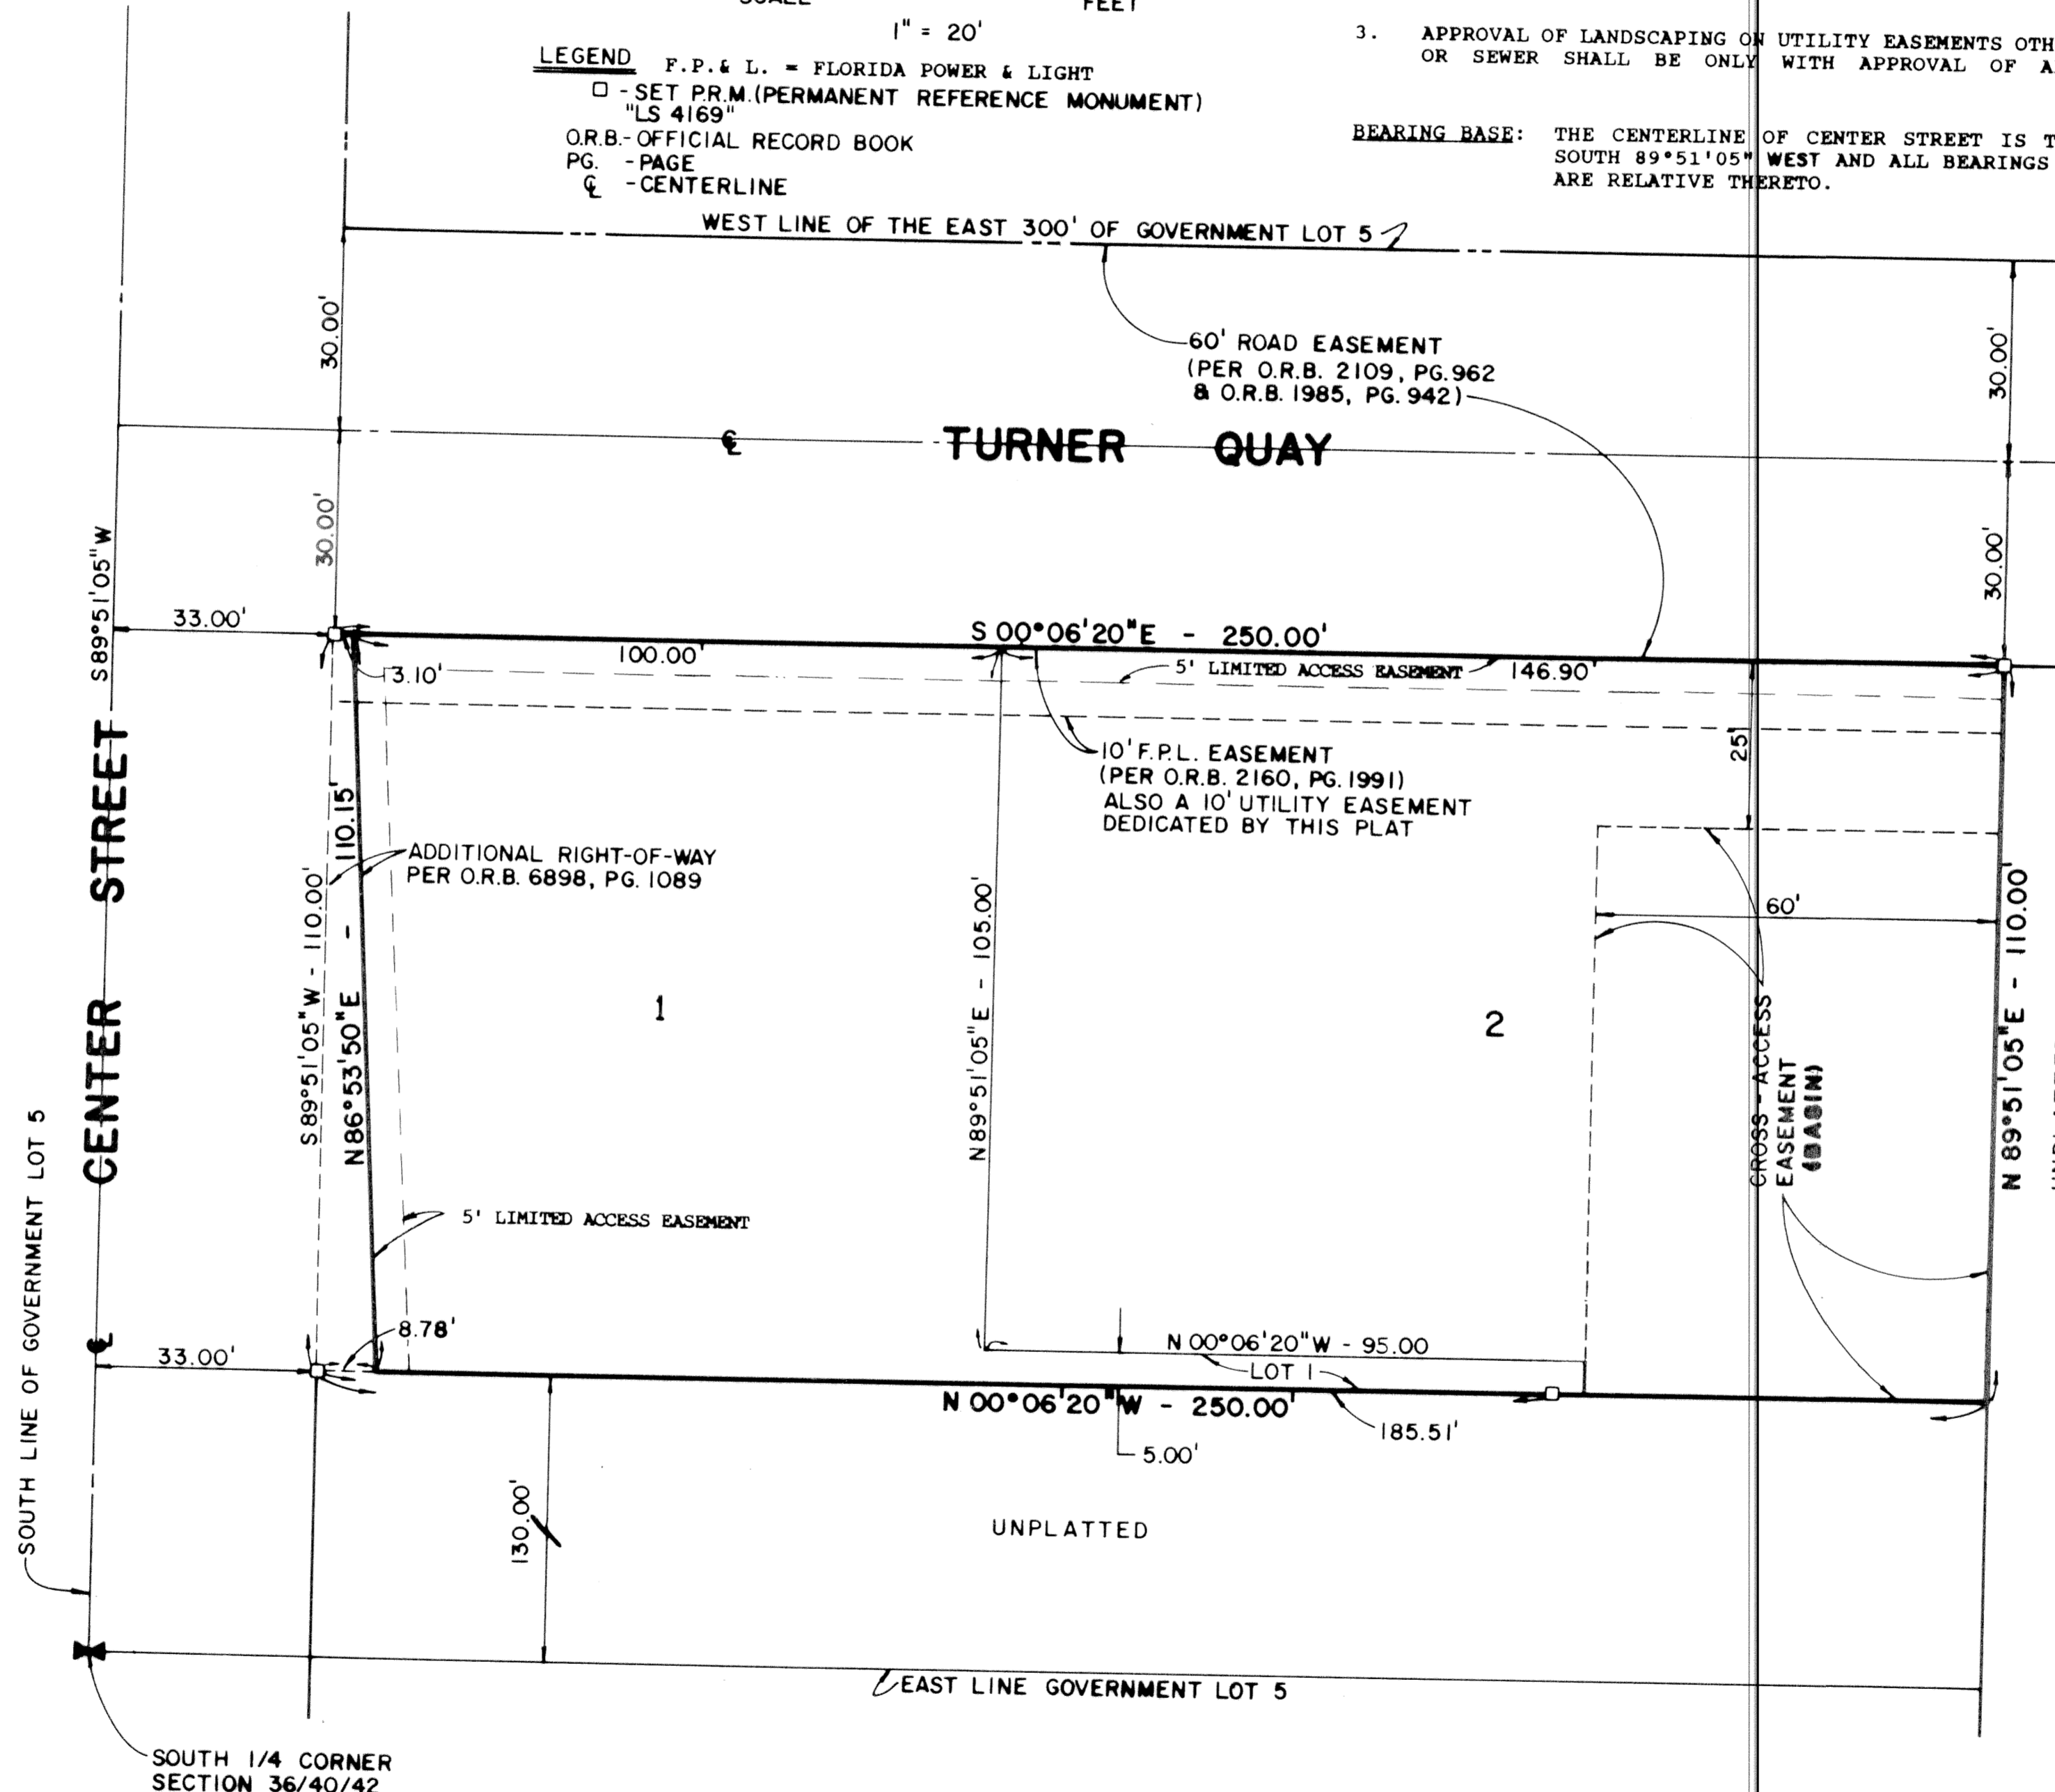 SCALE FEET
1" = 20'
LEGEND
F.P.& L. = FLORIDA POWER & LIGHT
□ - SET P.R.M.(PERMANENT REFERENCE MONUMENT)
"LS 4169"
O.R.B.- OFFICIAL RECORD BOOK
PG. - PAGE
℄ - CENTERLINE
3. APPROVAL OF LANDSCAPING ON UTILITY EASEMENTS OTH
OR SEWER SHALL BE ONLY WITH APPROVAL OF A
BEARING BASE: THE CENTERLINE OF CENTER STREET IS T
SOUTH 89°51'05" WEST AND ALL BEARINGS
ARE RELATIVE THERETO.
WEST LINE OF THE EAST 300' OF GOVERNMENT LOT 5
30.00'
30.00'
60' ROAD EASEMENT
(PER O.R.B. 2109, PG.962
& O.R.B. 1985, PG. 942)
℄
TURNER QUAY
30.00'
30.00'
S89°51'05"W
33.00'
S 00°06'20"E - 250.00'
100.00'
3.10'
5' LIMITED ACCESS EASEMENT
146.90'
10' F.P.L. EASEMENT
(PER O.R.B. 2160, PG. 1991)
ALSO A 10' UTILITY EASEMENT
DEDICATED BY THIS PLAT
25'
CENTER STREET
ADDITIONAL RIGHT-OF-WAY
PER O.R.B. 6898, PG. 1089
S89°51'05"W - 110.00'
N86°53'50"E - 110.15'
1
N89°51'05"E - 105.00'
2
60'
CROSS - ACCESS
EASEMENT
(BASIN)
N 89°51'05"E - 110.00'
5' LIMITED ACCESS EASEMENT
8.78'
33.00'
℄
SOUTH LINE OF GOVERNMENT LOT 5
N 00°06'20"W - 95.00
LOT 1
N 00°06'20"W - 250.00'
185.51'
5.00'
130.00'
UNPLATTED
EAST LINE GOVERNMENT LOT 5
SOUTH 1/4 CORNER
SECTION 36/40/42